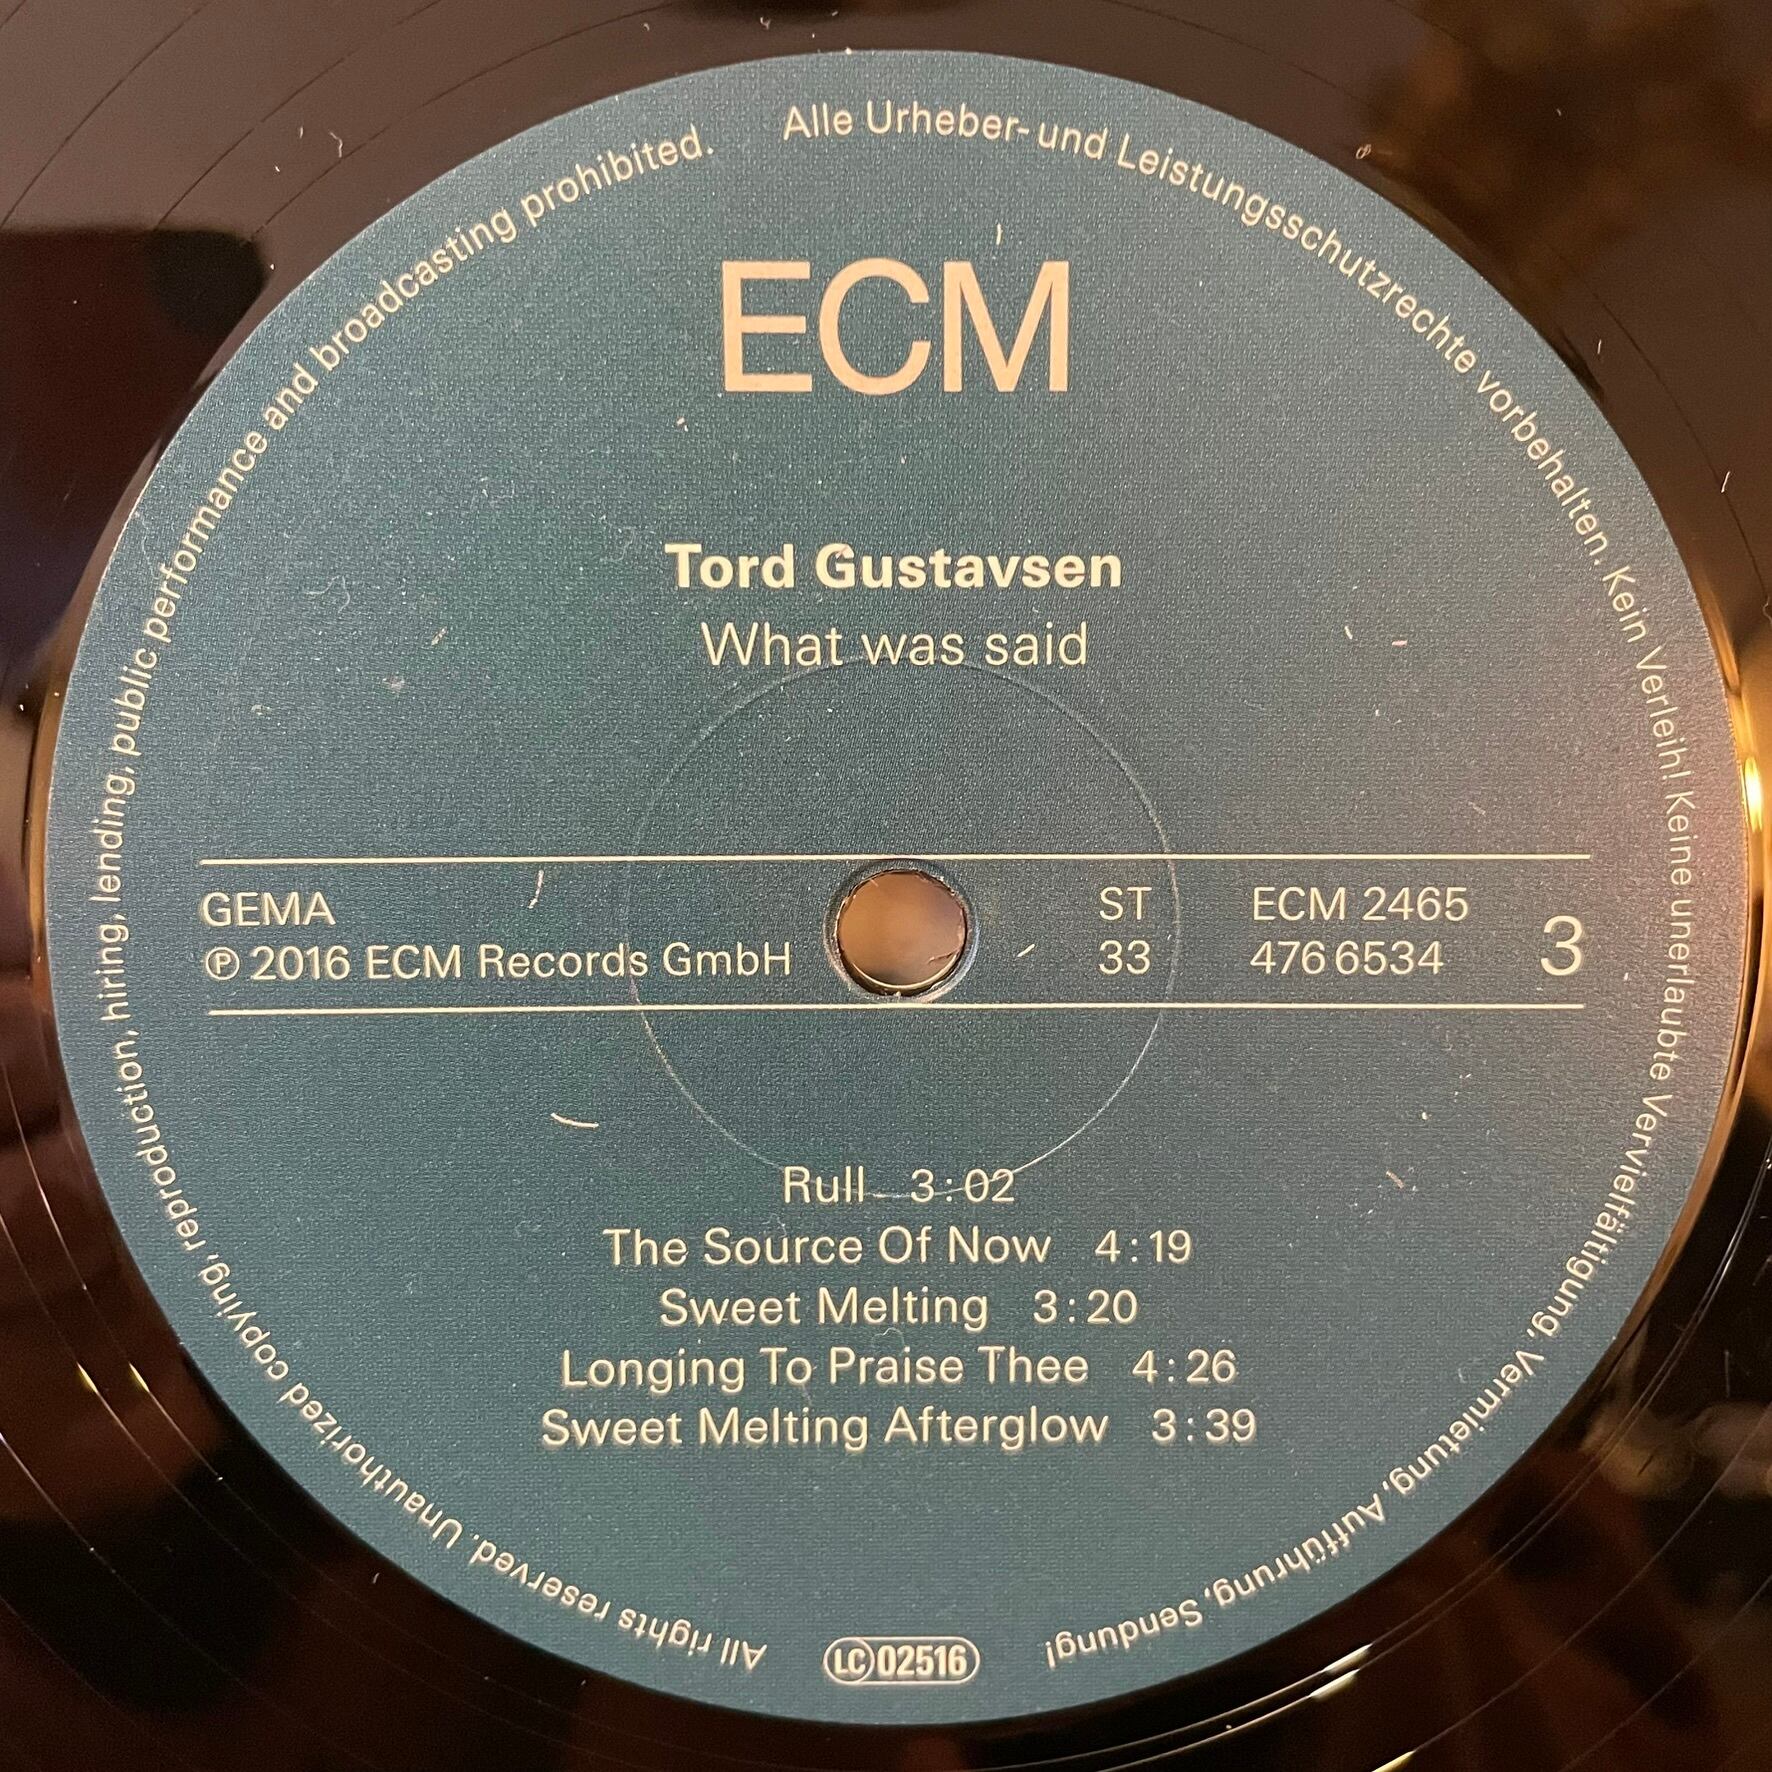 ECM
Tord Gustavsen
What was said
GEMA
℗ 2016 ECM Records GmbH
ST
33
ECM 2465
476 6534
3
Rull 3:02
The Source Of Now 4:19
Sweet Melting 3:20
Longing To Praise Thee 4:26
Sweet Melting Afterglow 3:39
LC 02516
All rights reserved. Unauthorized copying, reproduction, hiring, lending, public performance and broadcasting prohibited.
Alle Urheber- und Leistungsschutzrechte vorbehalten. Kein Verleih! Keine unerlaubte Vervielfältigung, Vermietung, Aufführung, Sendung!